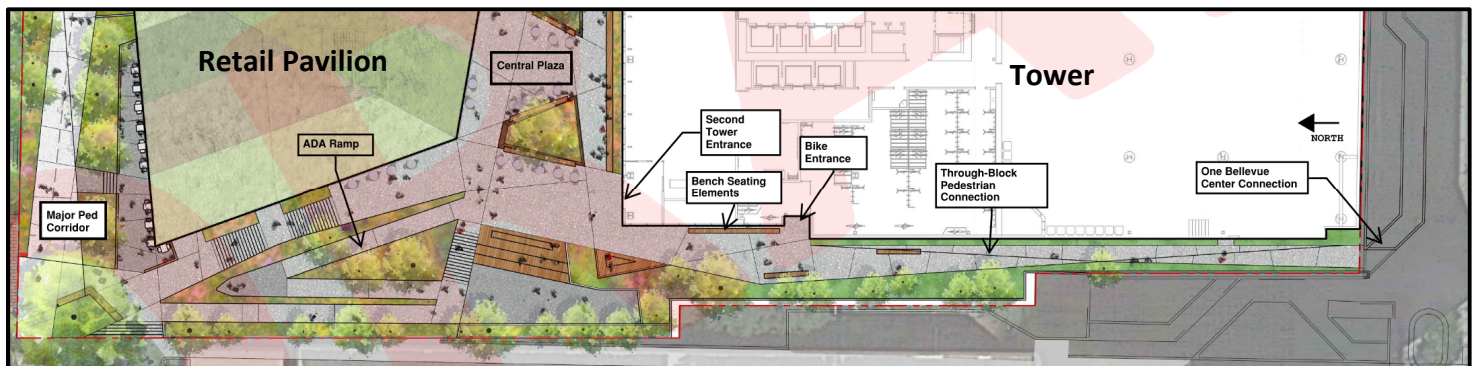 Retail Pavilion
Central Plaza
Tower
Second
Tower
Entrance
Bike
Entrance
NORTH
ADA Ramp
Bench Seating
Elements
Through-Block
Pedestrian
Connection
One Bellevue
Center Connection
Major Ped
Corridor